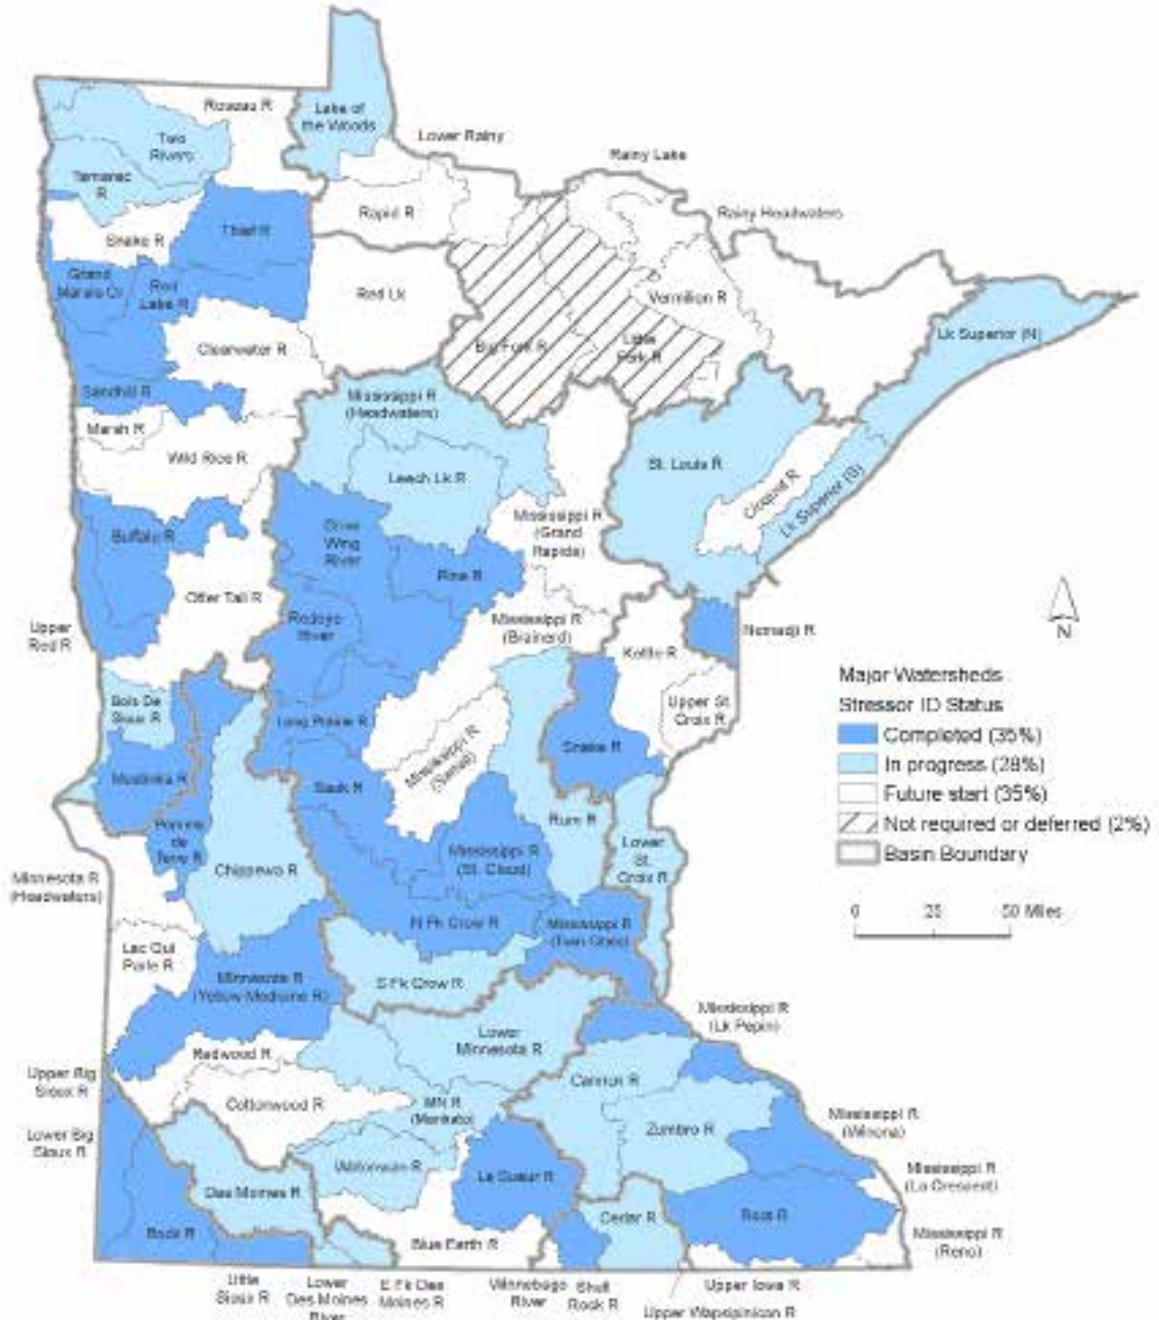 Roseau R
Lake of
the Woods
Lower Rainy
Rainy Lake
Two
Rivers
Tamarac
R
Rapid R
Rainy Headwaters
Snake R
Thief R
Grand
Marais Cr
Red
Lake R
Red Lk
Vermilion R
Lk Superior (N)
Clearwater R
Big Fork R
Little
Fork R
Sandhill R
Mississippi R
(Headwaters)
Marsh R
Wild Rice R
Leech Lk R
St. Louis R
Cloquet R
Lk Superior (S)
Mississippi R
(Grand
Rapids)
Buffalo R
Crow
Wing
River
Pine R
Otter Tail R
Redeye
River
Mississippi R
(Brainerd)
Nemadji R
N
Upper
Red R
Kettle R
Bois De
Sioux R
Upper St.
Croix R
Long Prairie R
Mississippi R
(Sartell)
Snake R
Mustinka R
Sauk R
Pomme
de
Terre R
Rum R
Lower
St.
Croix R
Chippewa R
Mississippi R
(St. Cloud)
Minnesota R
(Headwaters)
N Fk Crow R
Mississippi R
(Twin Cities)
Lac Qui
Parle R
Minnesota R
(Yellow Medicine R)
S Fk Crow R
Mississippi R
(Lk Pepin)
Lower
Minnesota R
Redwood R
Upper Big
Sioux R
Cannon R
Cottonwood R
MN R
(Mankato)
Zumbro R
Mississippi R
(Winona)
Lower Big
Sioux R
Watonwan R
Le Sueur R
Mississippi R
(La Crescent)
Des Moines R
Cedar R
Root R
Rock R
Blue Earth R
Mississippi R
(Reno)
Little
Sioux R
Lower
Des Moines
River
E Fk Des
Moines R
Winnebago
River
Shell
Rock R
Upper Iowa R
Upper Wapsipinican R
Major Watersheds
Stressor ID Status
Completed (35%)
In progress (28%)
Future start (35%)
Not required or deferred (2%)
Basin Boundary
0 25 50 Miles